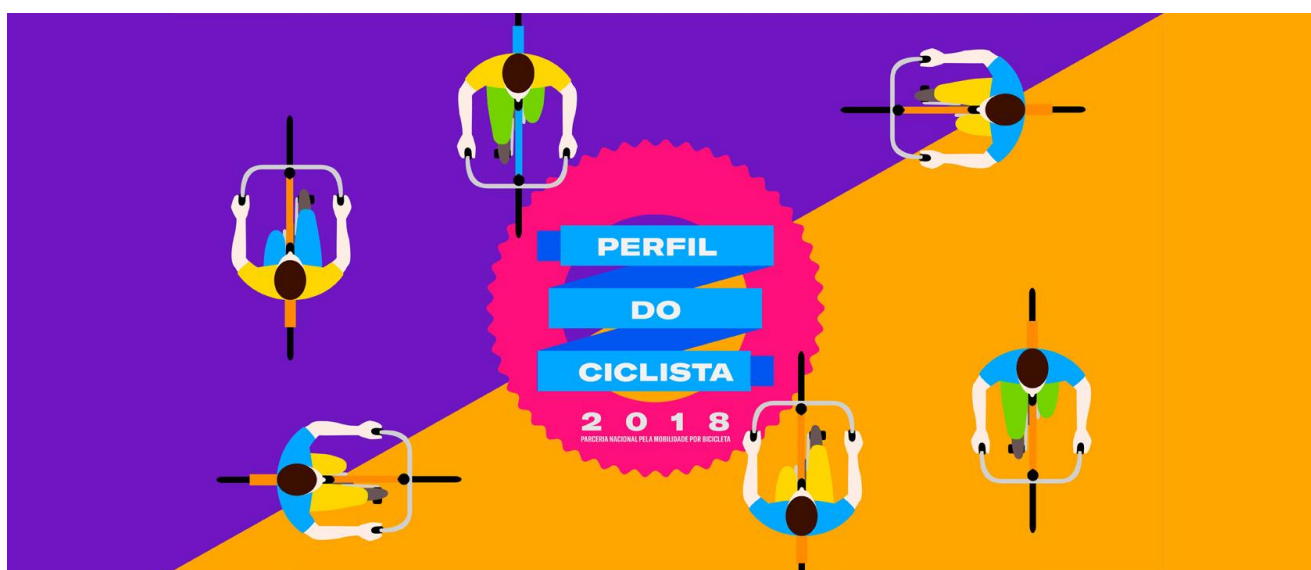 PERFIL
DO
CICLISTA
2018
PARCERIA NACIONAL PELA MOBILIDADE POR BICICLETA